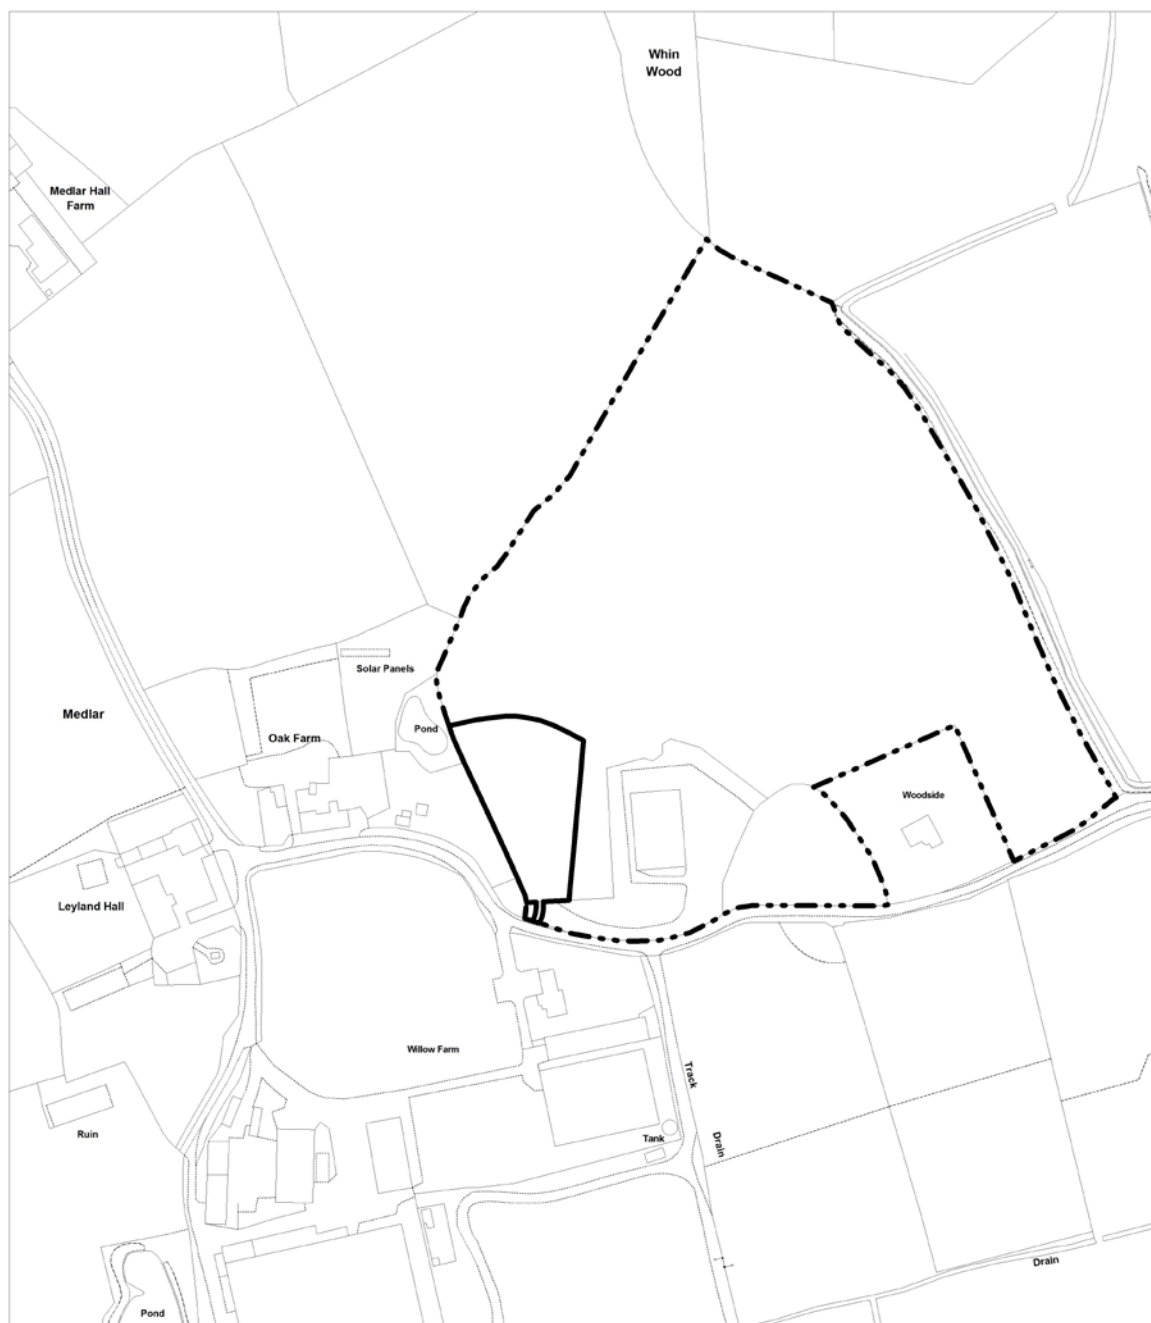 Whin
Wood
Medlar Hall
Farm
Solar Panels
Medlar
Pond
Oak Farm
Woodside
Leyland Hall
Willow Farm
Track
Ruin
Tank
Drain
Drain
Pond